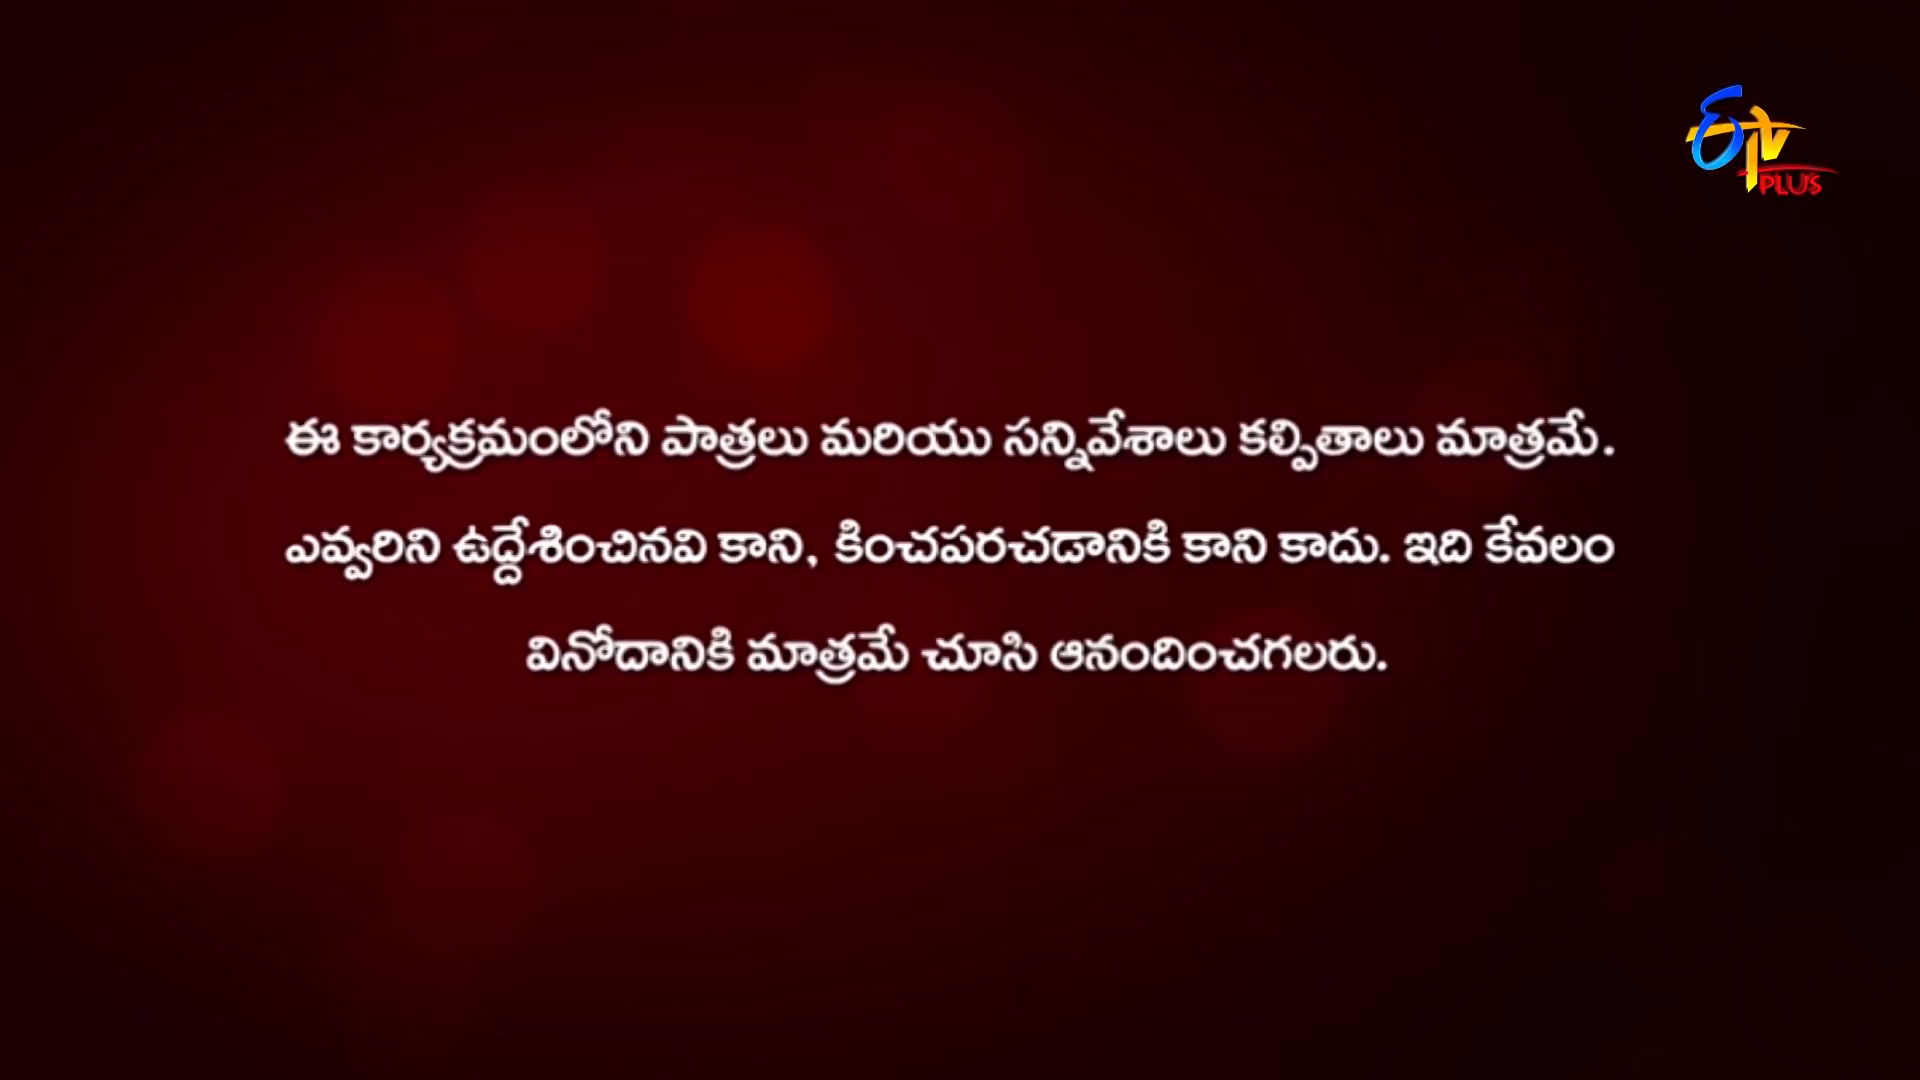 ETV
PLUS
ఈ కార్యక్రమంలోని పాత్రలు మరియు సన్నివేశాలు కల్పితాలు మాత్రమే.
ఎవ్వరిని ఉద్దేశించినవి కాని, కించపరచడానికి కాని కాదు. ఇది కేవలం
వినోదానికి మాత్రమే చూసి ఆనందించగలరు.